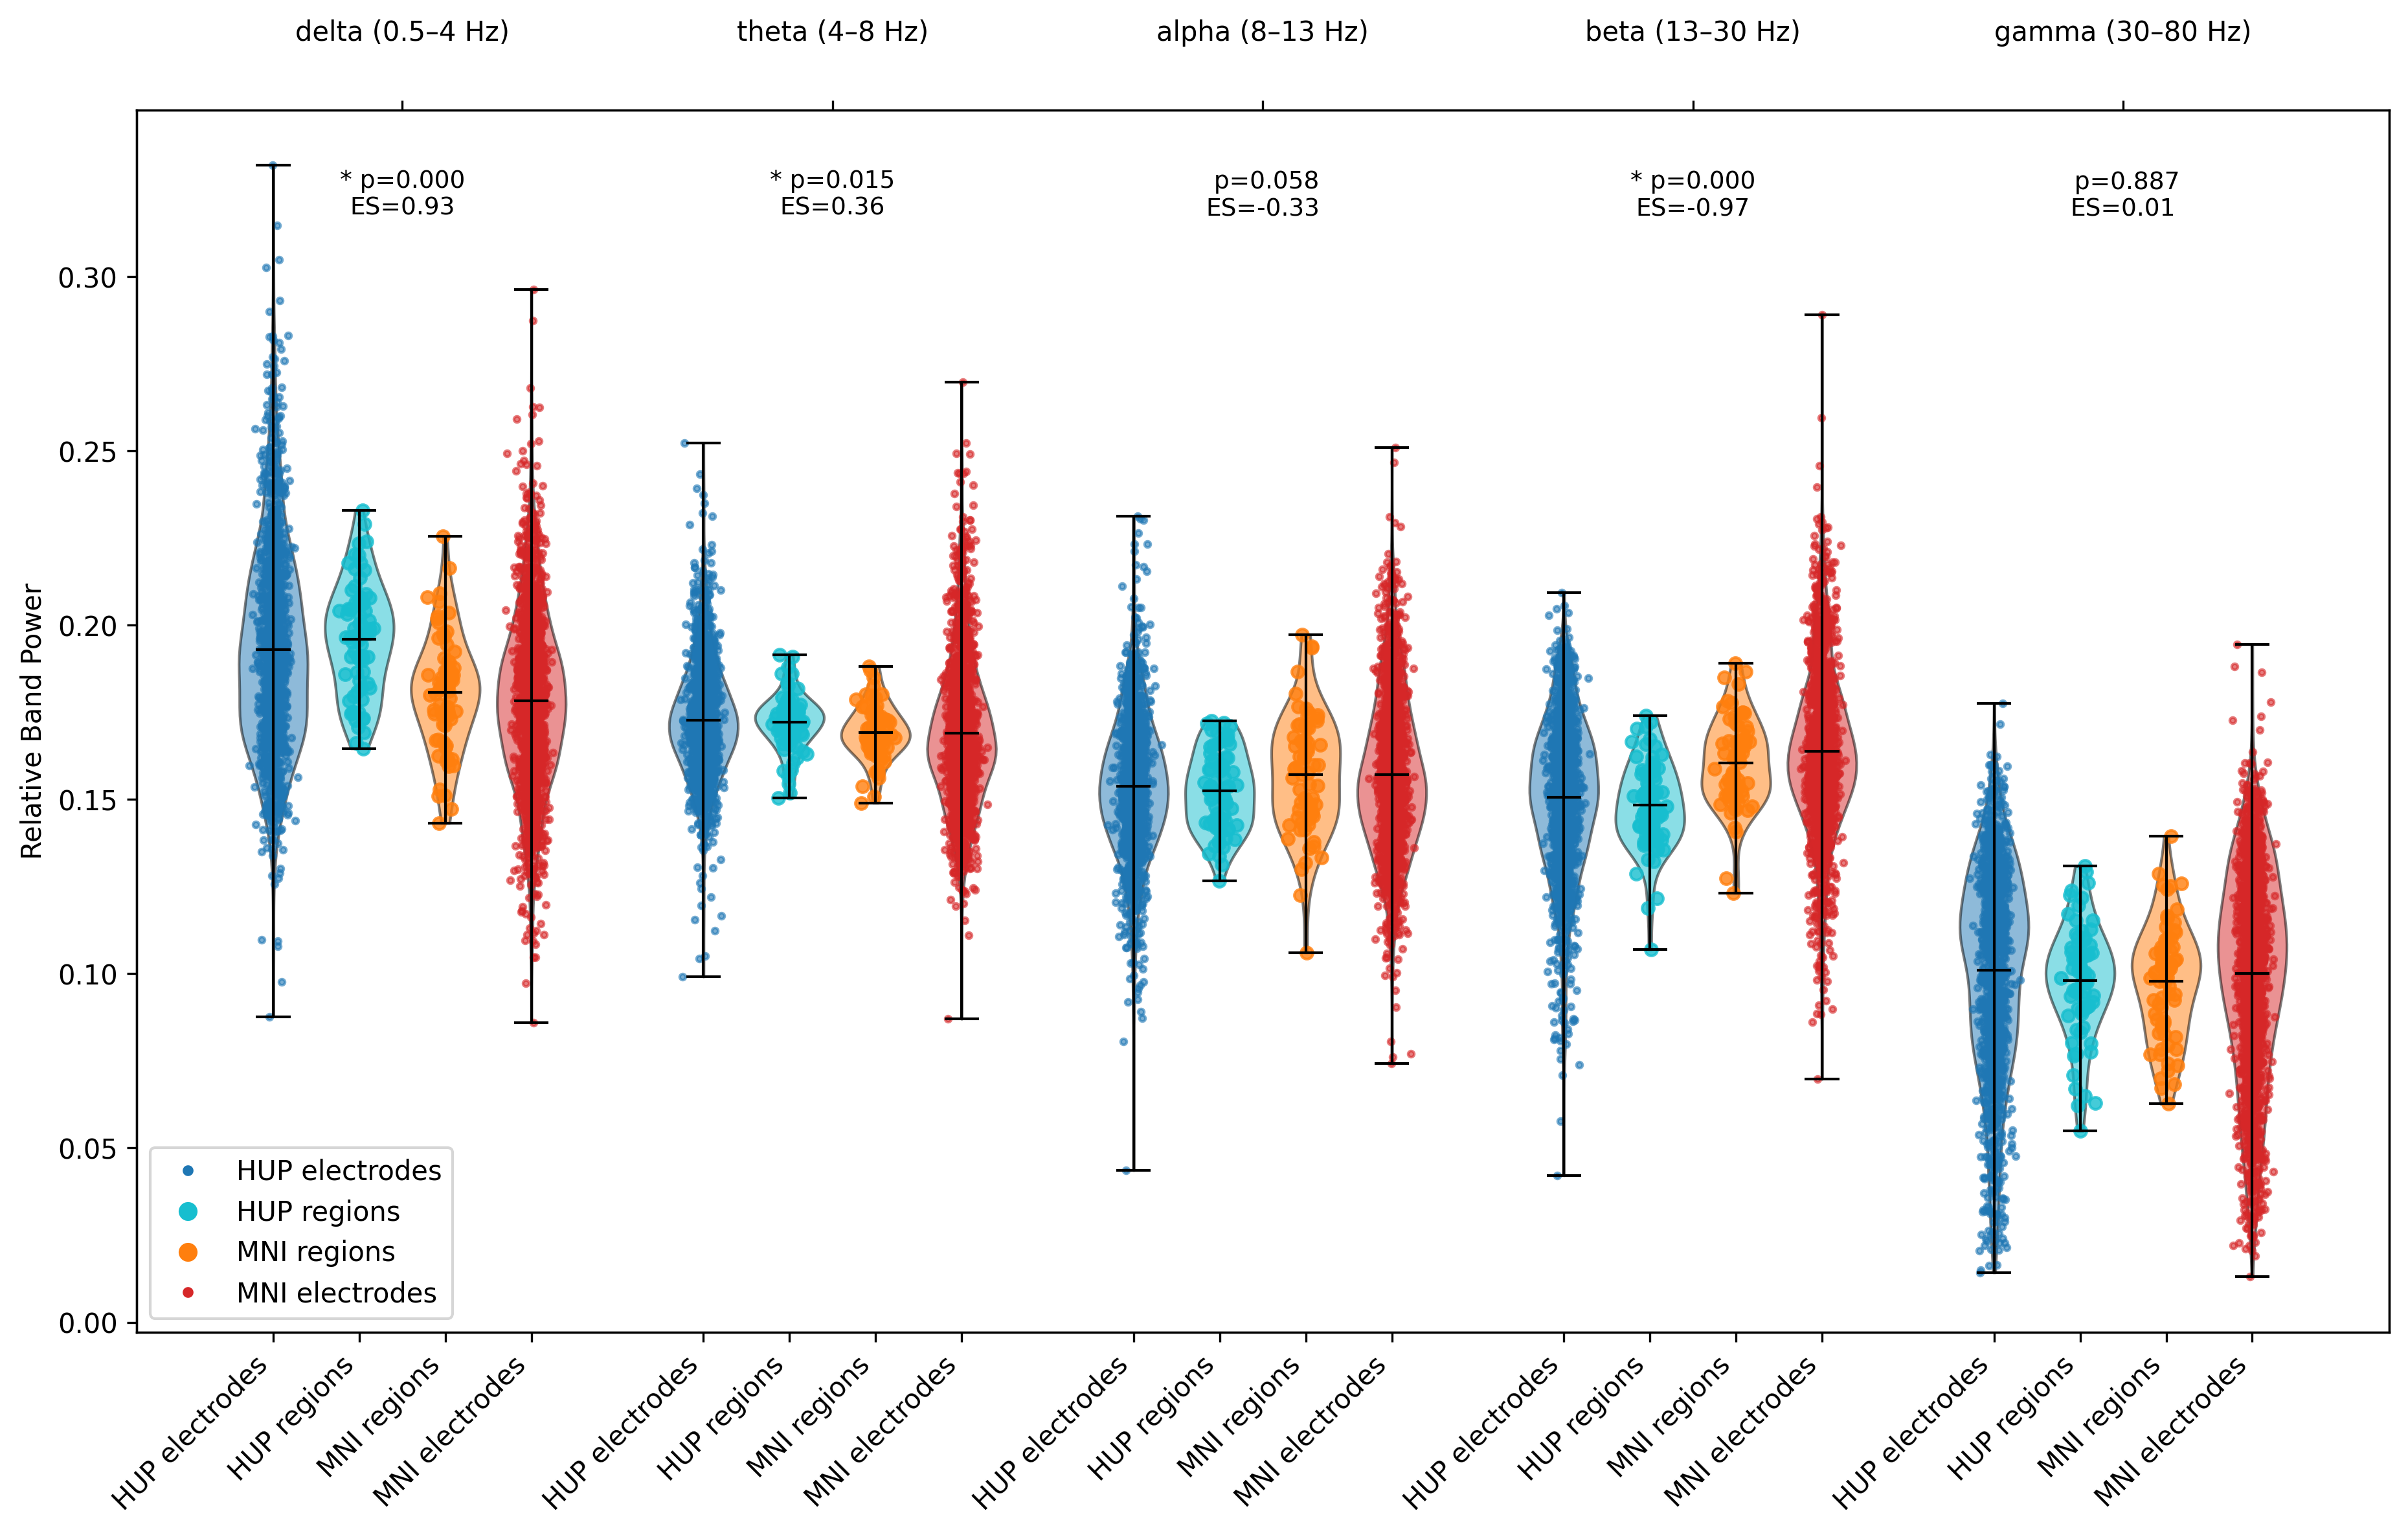 delta (0.5–4 Hz) theta (4–8 Hz) alpha (8–13 Hz) beta (13–30 Hz) gamma (30–80 Hz)
* p=0.000 * p=0.015 p=0.058 * p=0.000 p=0.887
ES=0.93 ES=0.36 ES=-0.33 ES=-0.97 ES=0.01
Relative Band Power
0.30
0.25
0.20
0.15
0.10
0.05
0.00
HUP electrodes
HUP regions
MNI regions
MNI electrodes
HUP electrodes
HUP regions
MNI regions
MNI electrodes
HUP electrodes
HUP regions
MNI regions
MNI electrodes
HUP electrodes
HUP regions
MNI regions
MNI electrodes
HUP electrodes
HUP regions
MNI regions
MNI electrodes
HUP electrodes
HUP regions
MNI regions
MNI electrodes